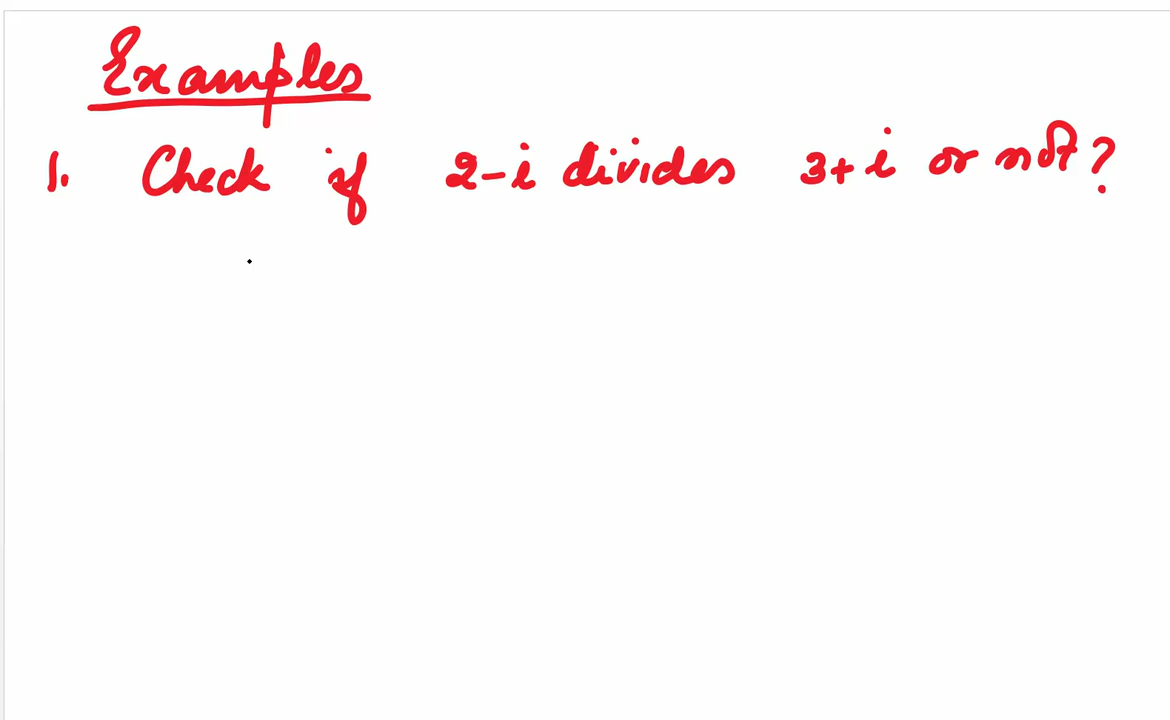 Examples
1. Check if 2-i divides 3+i or not?